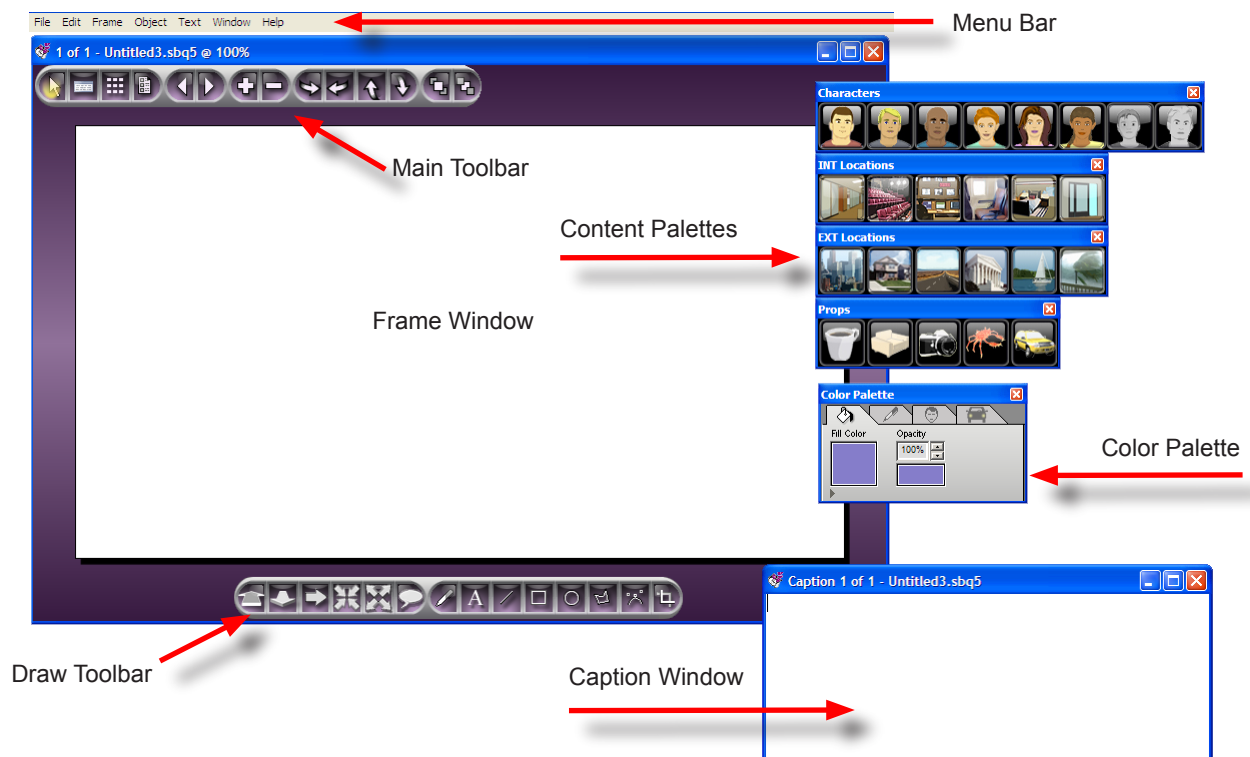 File Edit Frame Object Text Window Help
Menu Bar
1 of 1 - Untitled3.sbq5 @ 100%
Main Toolbar
Characters
INT Locations
Content Palettes
EXT Locations
Frame Window
Props
Color Palette
Fill Color Opacity
100%
Color Palette
A
Draw Toolbar
Caption 1 of 1 - Untitled3.sbq5
Caption Window